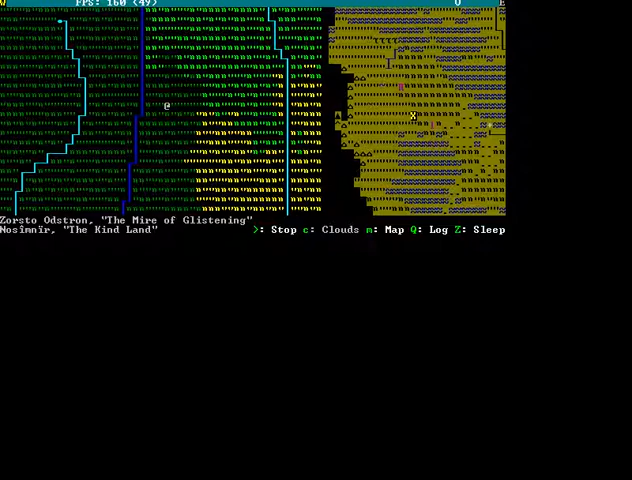 W FPS: 160 (49) O E
Zorsto Odstron, "The Mire of Glistening"
Nosîmnïr, "The Kind Land" >: Stop c: Clouds m: Map Q: Log Z: Sleep